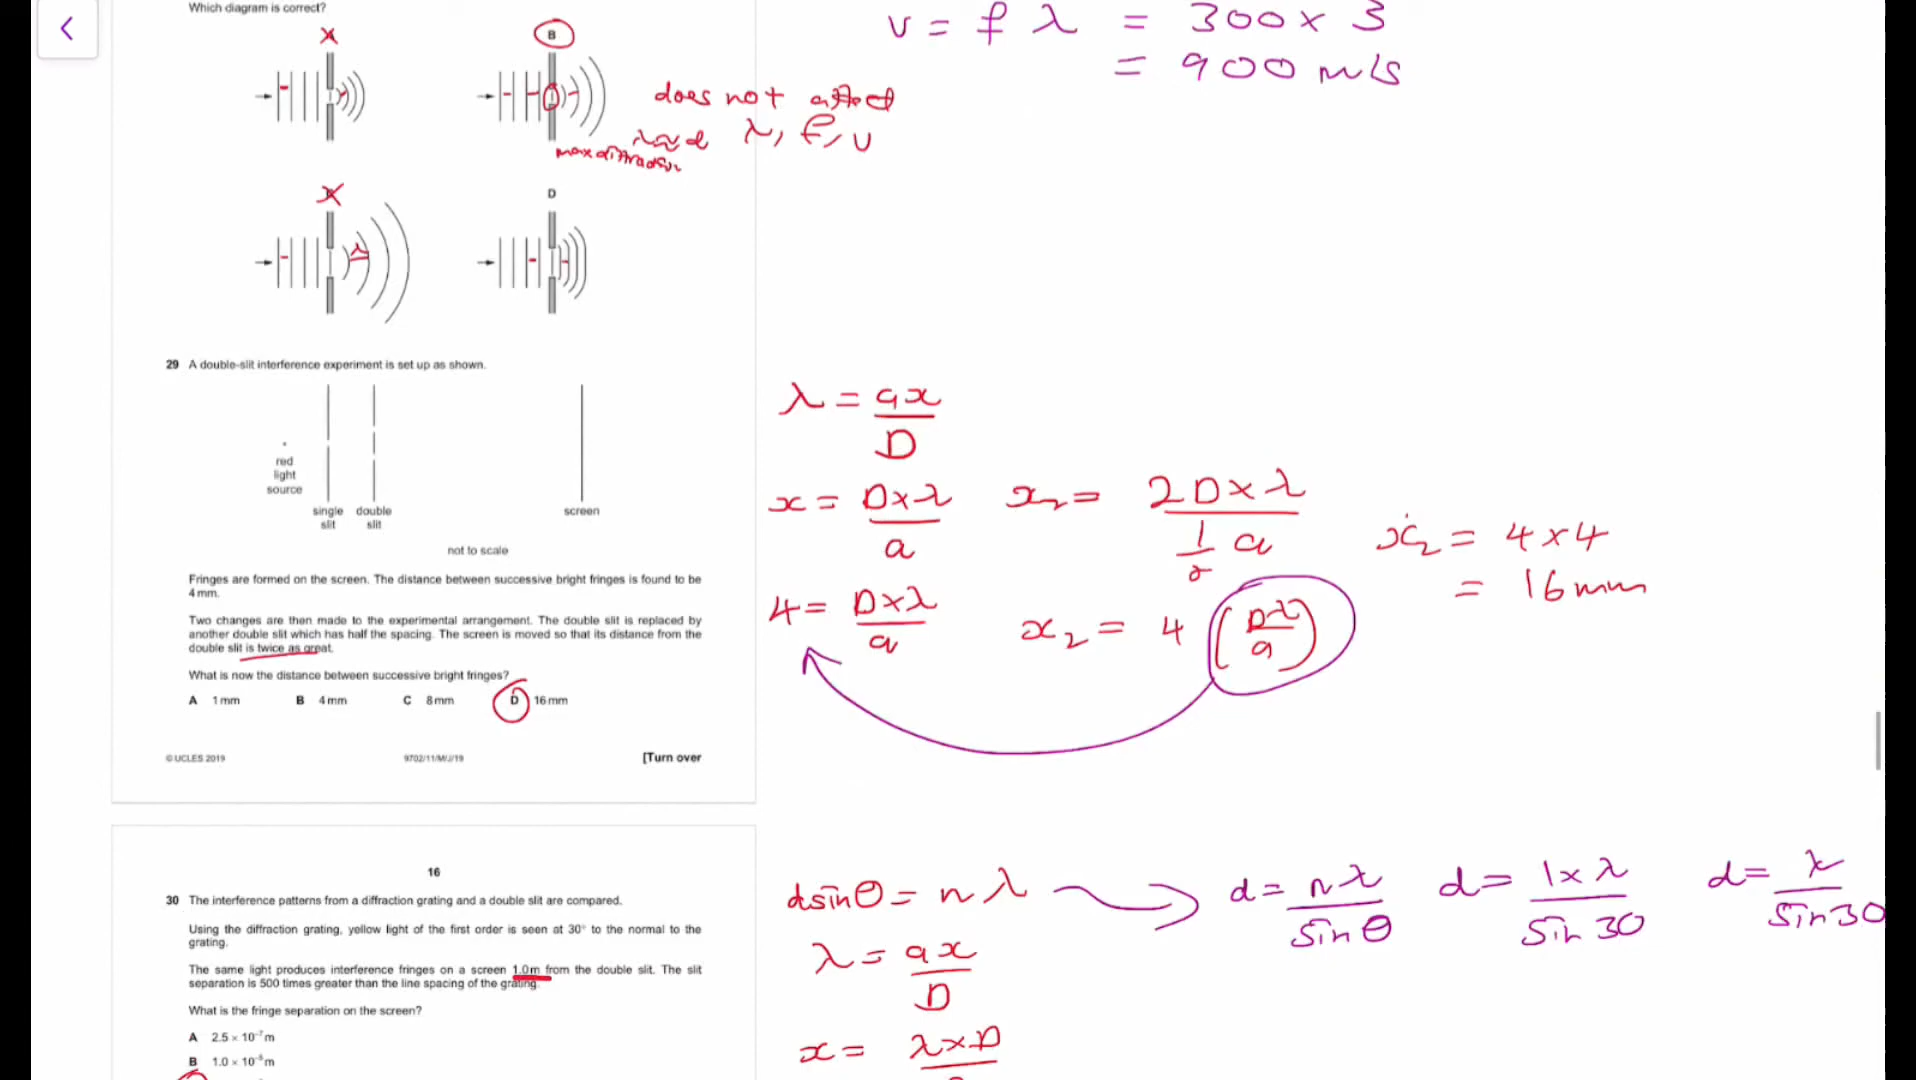 Which diagram is correct?
B
D
does not affect
λ, f, v
λ≈d
max diffraction
v = f λ = 300 × 3
= 900 m/s
29 A double-slit interference experiment is set up as shown.
red
light
source
single
slit
double
slit
screen
not to scale
Fringes are formed on the screen. The distance between successive bright fringes is found to be
4 mm.
Two changes are then made to the experimental arrangement. The double slit is replaced by
another double slit which has half the spacing. The screen is moved so that its distance from the
double slit is twice as great.
What is now the distance between successive bright fringes?
A 1 mm B 4 mm C 8 mm D 16 mm
© UCLES 2019 9702/11/M/J/19 [Turn over
λ = ax/D
x = D×λ/a
x₂ = 2D×λ / ½ a
x₂ = 4×4
= 16 mm
4 = D×λ/a
x₂ = 4 (Dλ/a)
16
30 The interference patterns from a diffraction grating and a double slit are compared.
Using the diffraction grating, yellow light of the first order is seen at 30° to the normal to the
grating.
The same light produces interference fringes on a screen 1.0 m from the double slit. The slit
separation is 500 times greater than the line spacing of the grating.
What is the fringe separation on the screen?
A 2.5 × 10⁻⁷ m
dsinθ = nλ
d = nλ/sinθ
d = 1×λ/sin 30
d = λ/sin30
λ = ax/D
x = λ×D